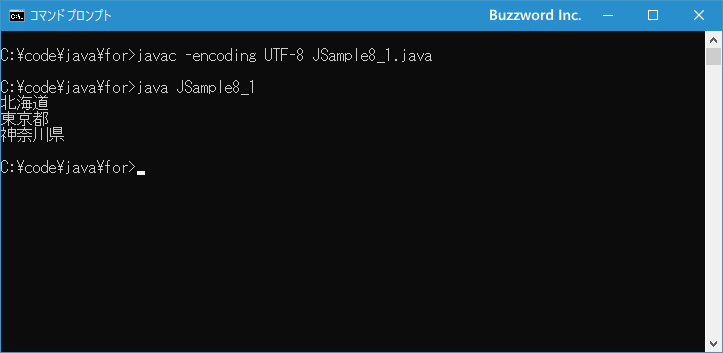 コマンドプロンプト
Buzzword Inc.
C:¥code¥java¥for>javac -encoding UTF-8 JSample8_1.java
C:¥code¥java¥for>java JSample8_1
北海道
東京都
神奈川県
C:¥code¥java¥for>